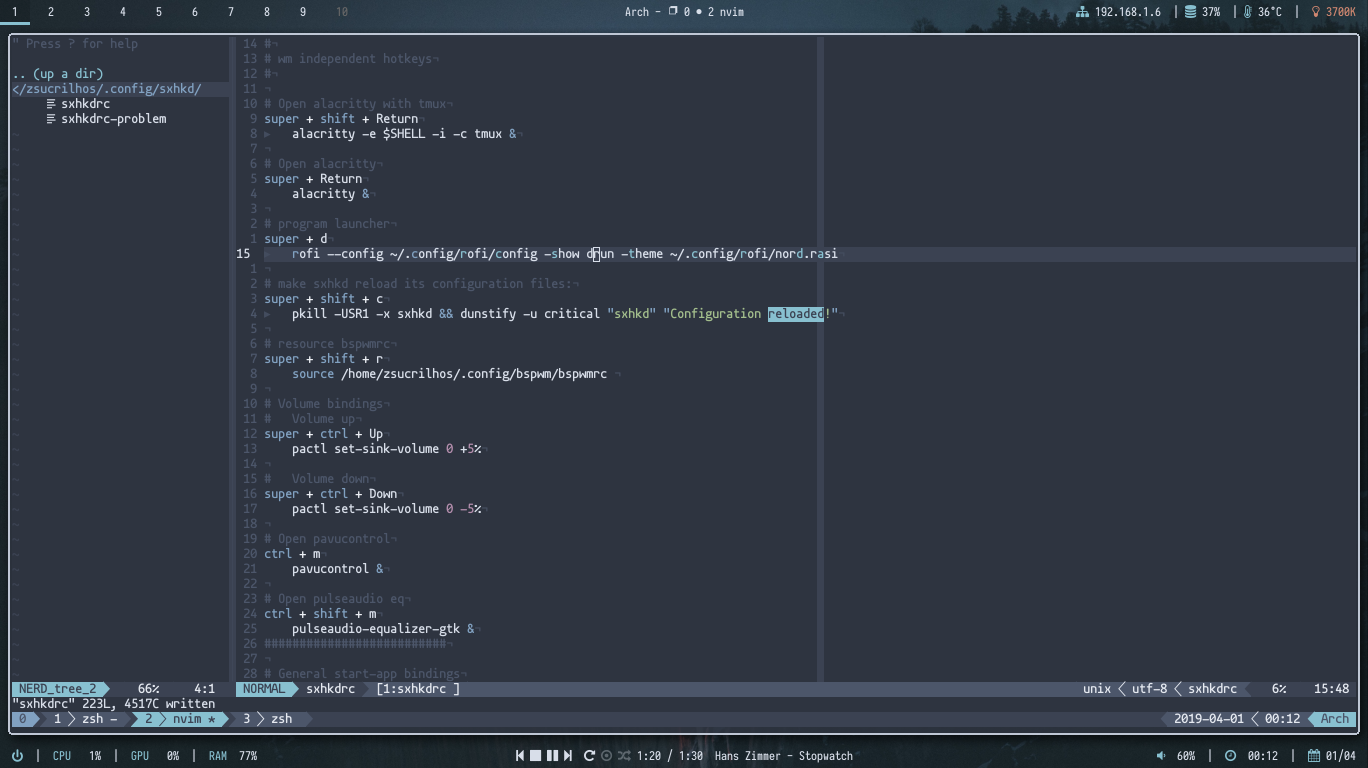 1 2 3 4 5 6 7 8 9 10 Arch - 0 • 2 nvim 192.168.1.6 | 37% | 36°C | 3700K
" Press ? for help
.. (up a dir)
</zsucrilhos/.config/sxhkd/
sxhkdrc
sxhkdrc-problem
14 #¬
13 # wm independent hotkeys¬
12 #¬
11 ¬
10 # Open alacritty with tmux¬
9 super + shift + Return¬
8 ▸ alacritty -e $SHELL -i -c tmux &¬
7 ¬
6 # Open alacritty¬
5 super + Return¬
4 alacritty &¬
3 ¬
2 # program launcher¬
1 super + d¬
15 ▸ rofi --config ~/.config/rofi/config -show drun -theme ~/.config/rofi/nord.rasi¬
1 ¬
2 # make sxhkd reload its configuration files:¬
3 super + shift + c¬
4 ▸ pkill -USR1 -x sxhkd && dunstify -u critical "sxhkd" "Configuration reloaded!"¬
5 ¬
6 # resource bspwmrc¬
7 super + shift + r¬
8 source /home/zsucrilhos/.config/bspwm/bspwmrc ¬
9 ¬
10 # Volume bindings¬
11 # Volume up¬
12 super + ctrl + Up¬
13 pactl set-sink-volume 0 +5%¬
14 ¬
15 # Volume down¬
16 super + ctrl + Down¬
17 pactl set-sink-volume 0 -5%¬
18 ¬
19 # Open pavucontrol¬
20 ctrl + m¬
21 pavucontrol &¬
22 ¬
23 # Open pulseaudio eq¬
24 ctrl + shift + m¬
25 pulseaudio-equalizer-gtk &¬
26 ##########################¬
27 ¬
28 # General start-app bindings¬
NERD_tree_2 66% 4:1 NORMAL sxhkdrc [1:sxhkdrc ] unix < utf-8 < sxhkdrc 6% 15:48
"sxhkdrc" 223L, 4517C written
0 1 > zsh - 2 > nvim * 3 > zsh 2019-04-01 < 00:12 Arch
| CPU 1% | GPU 0% | RAM 77% 1:20 / 1:30 Hans Zimmer - Stopwatch 60% | 00:12 | 01/04